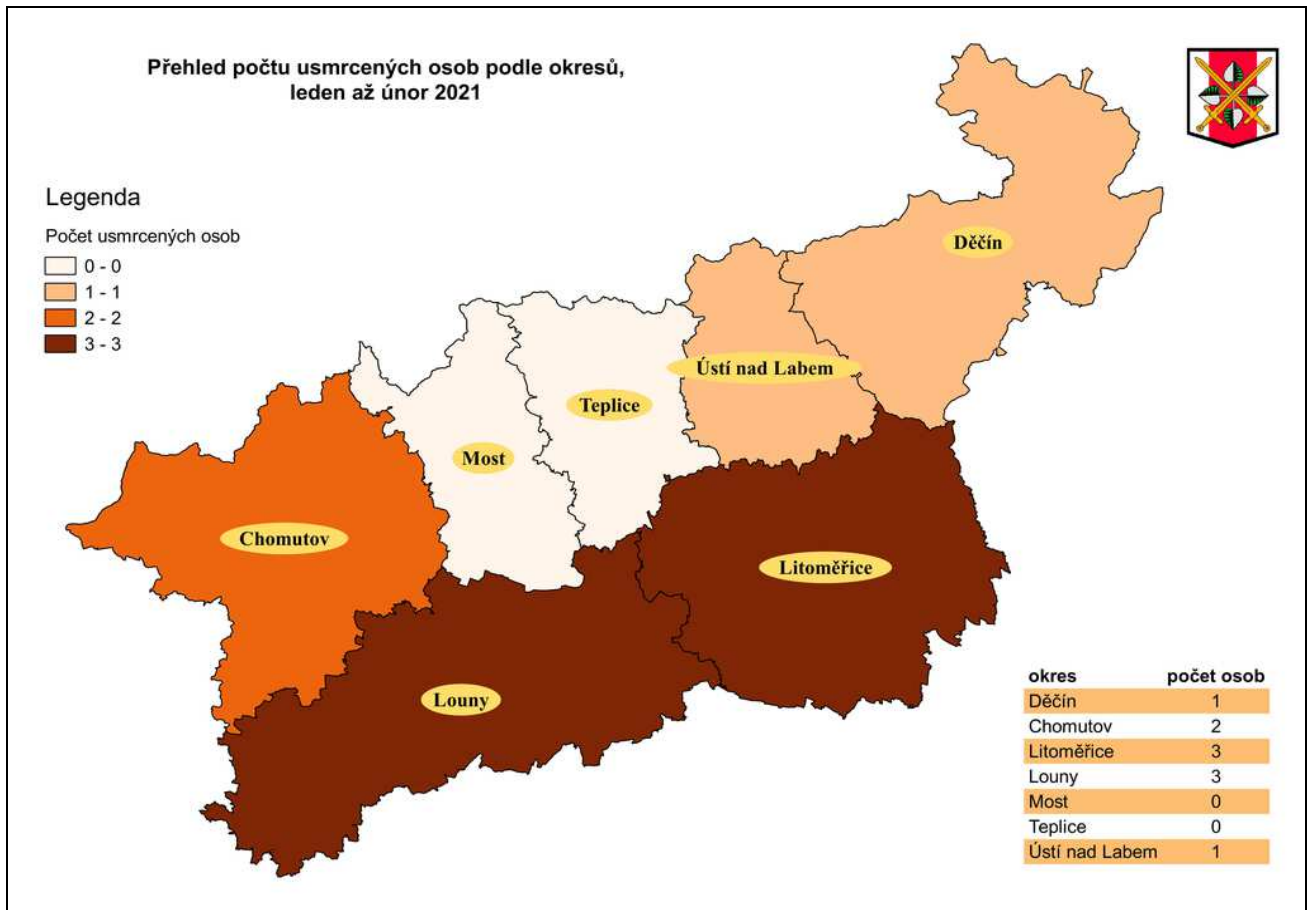 Přehled počtu usmrcených osob podle okresů,
leden až únor 2021
Legenda
Počet usmrcených osob
0 - 0
1 - 1
2 - 2
3 - 3
Děčín
Ústí nad Labem
Teplice
Most
Chomutov
Litoměřice
Louny
okres počet osob
Děčín 1
Chomutov 2
Litoměřice 3
Louny 3
Most 0
Teplice 0
Ústí nad Labem 1